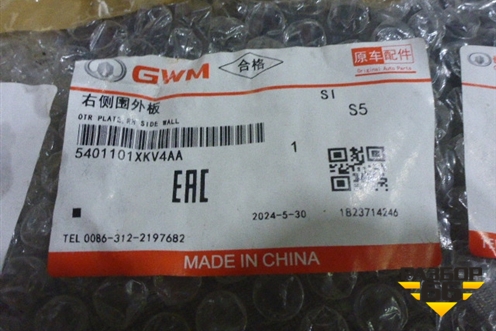 GWM
合格
原车配件
Original Auto Parts
右侧围外板
SI
S5
OTR PLATE,RH SIDE WALL
5401101XKV4AA
1
EAC
2024-5-30
1823714246
TEL 0086-312-2197682
MADE IN CHINA